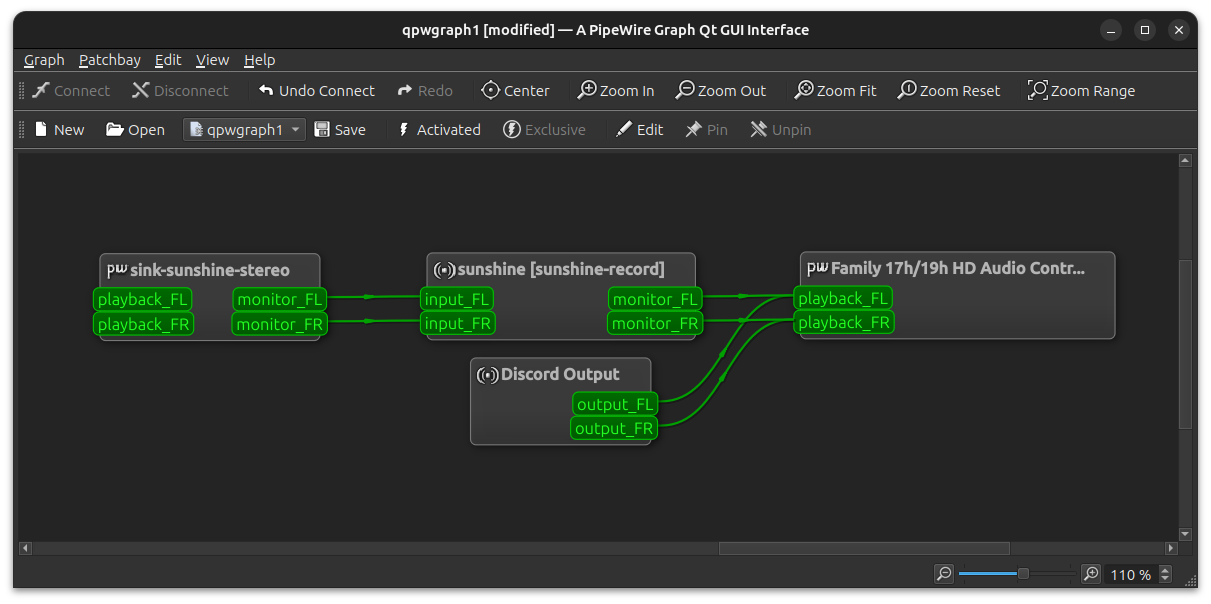 qpwgraph1 [modified] — A PipeWire Graph Qt GUI Interface
Graph Patchbay Edit View Help
Connect Disconnect Undo Connect Redo Center Zoom In Zoom Out Zoom Fit Zoom Reset Zoom Range
New Open qpwgraph1 Save Activated Exclusive Edit Pin Unpin
pw sink-sunshine-stereo
playback_FL monitor_FL
playback_FR monitor_FR
sunshine [sunshine-record]
input_FL monitor_FL
input_FR monitor_FR
pw Family 17h/19h HD Audio Contr...
playback_FL
playback_FR
Discord Output
output_FL
output_FR
110 %